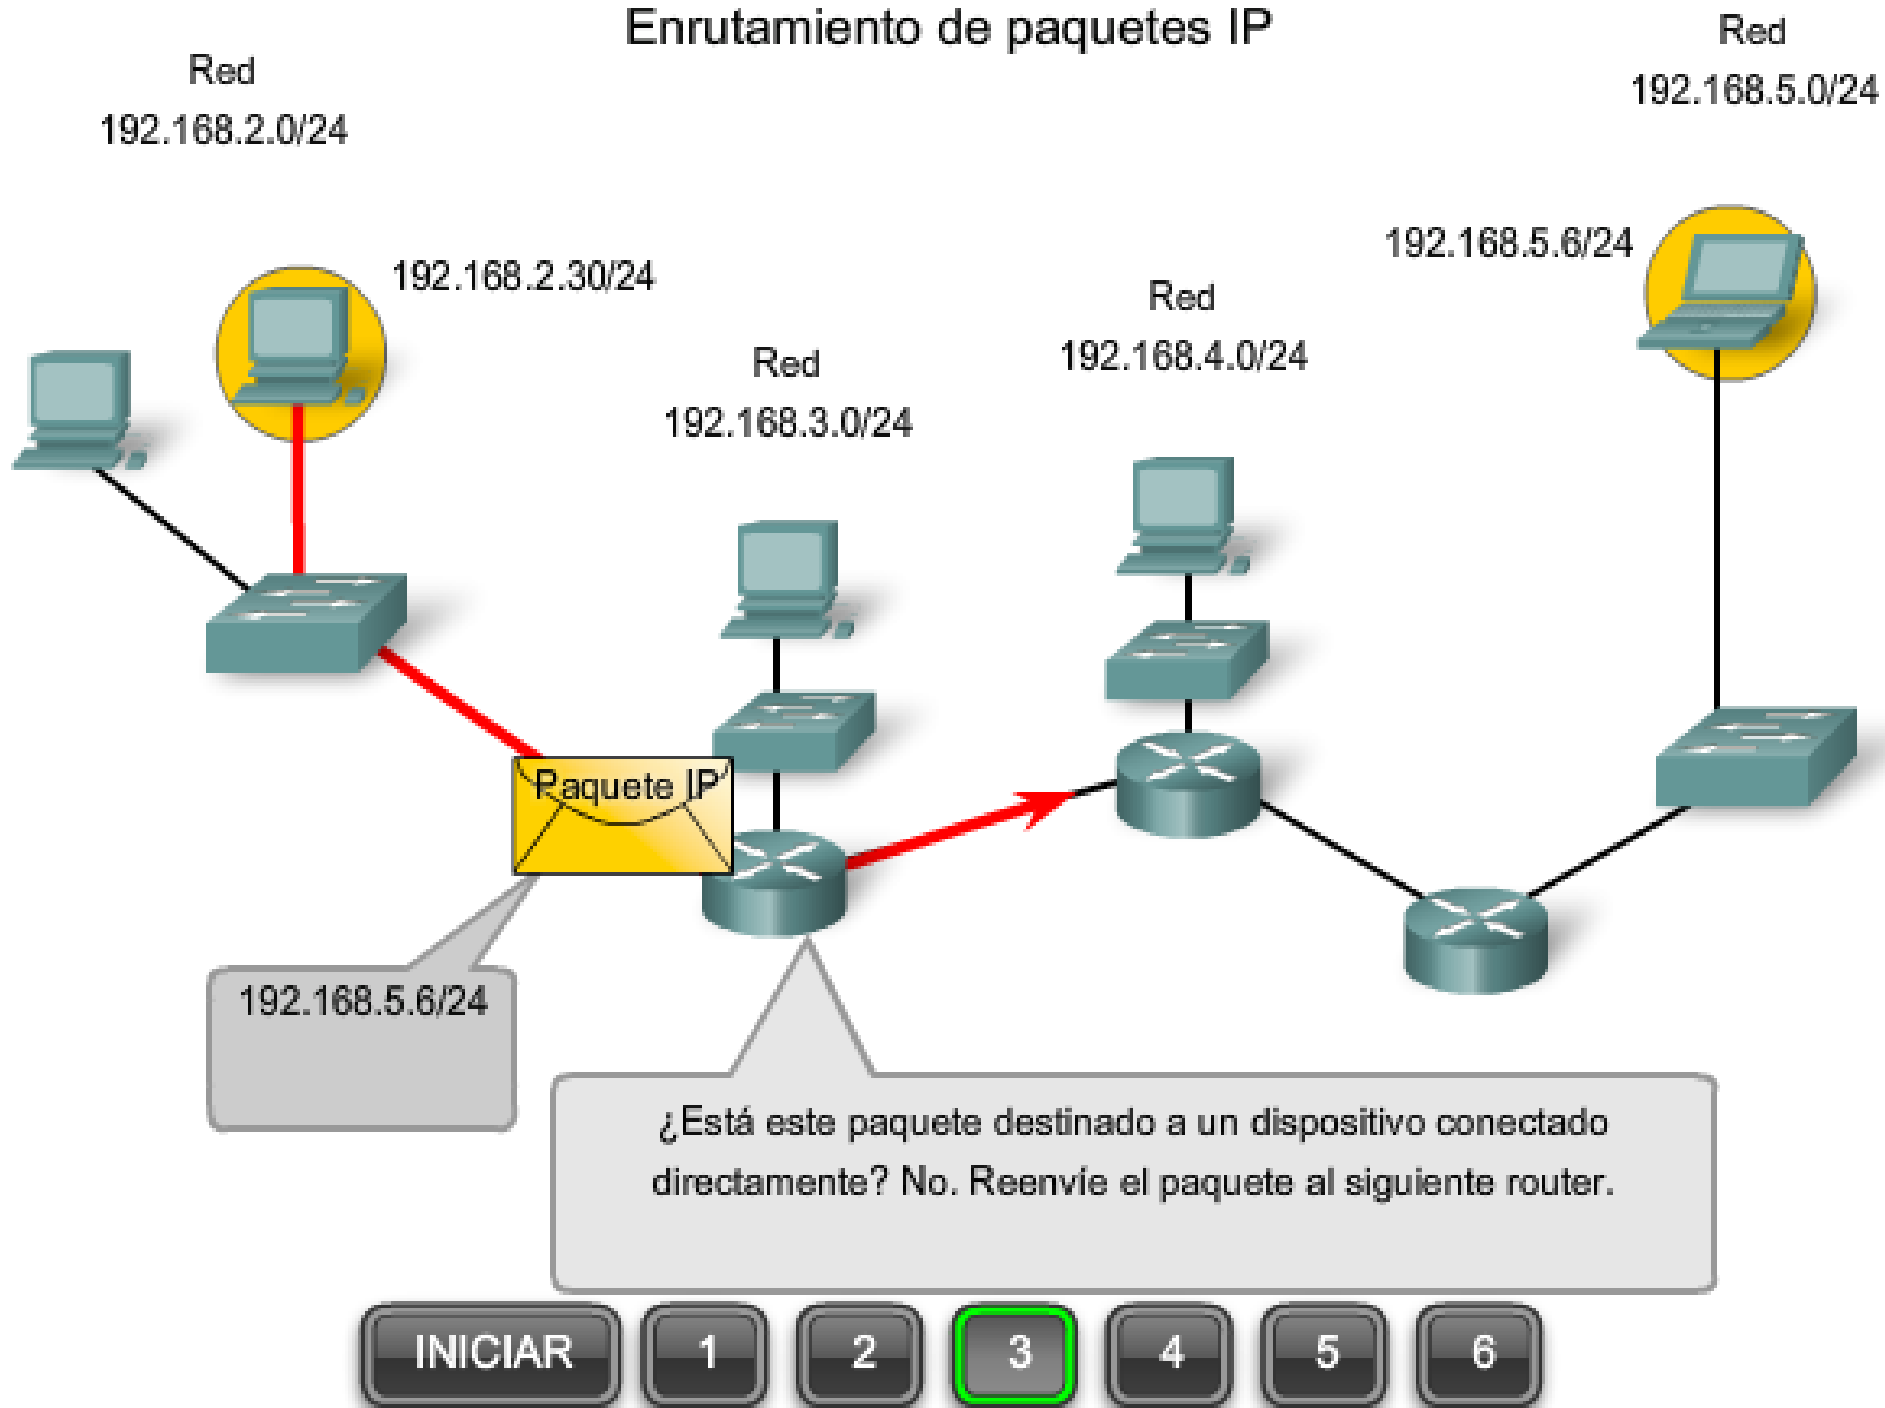 Enrutamiento de paquetes IP
Red
192.168.2.0/24
Red
192.168.5.0/24
192.168.2.30/24
192.168.5.6/24
Red
192.168.3.0/24
Red
192.168.4.0/24
Paquete IP
192.168.5.6/24
¿Está este paquete destinado a un dispositivo conectado
directamente? No. Reenvíe el paquete al siguiente router.
INICIAR
1
2
3
4
5
6